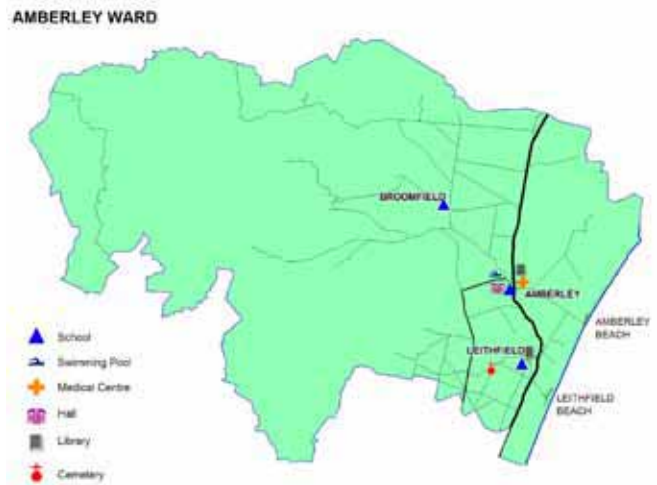 AMBERLEY WARD
BROOMFIELD
AMBERLEY
AMBERLEY
BEACH
LEITHFIELD
LEITHFIELD
BEACH
School
Swimming Pool
Medical Centre
Hall
Library
Cemetery